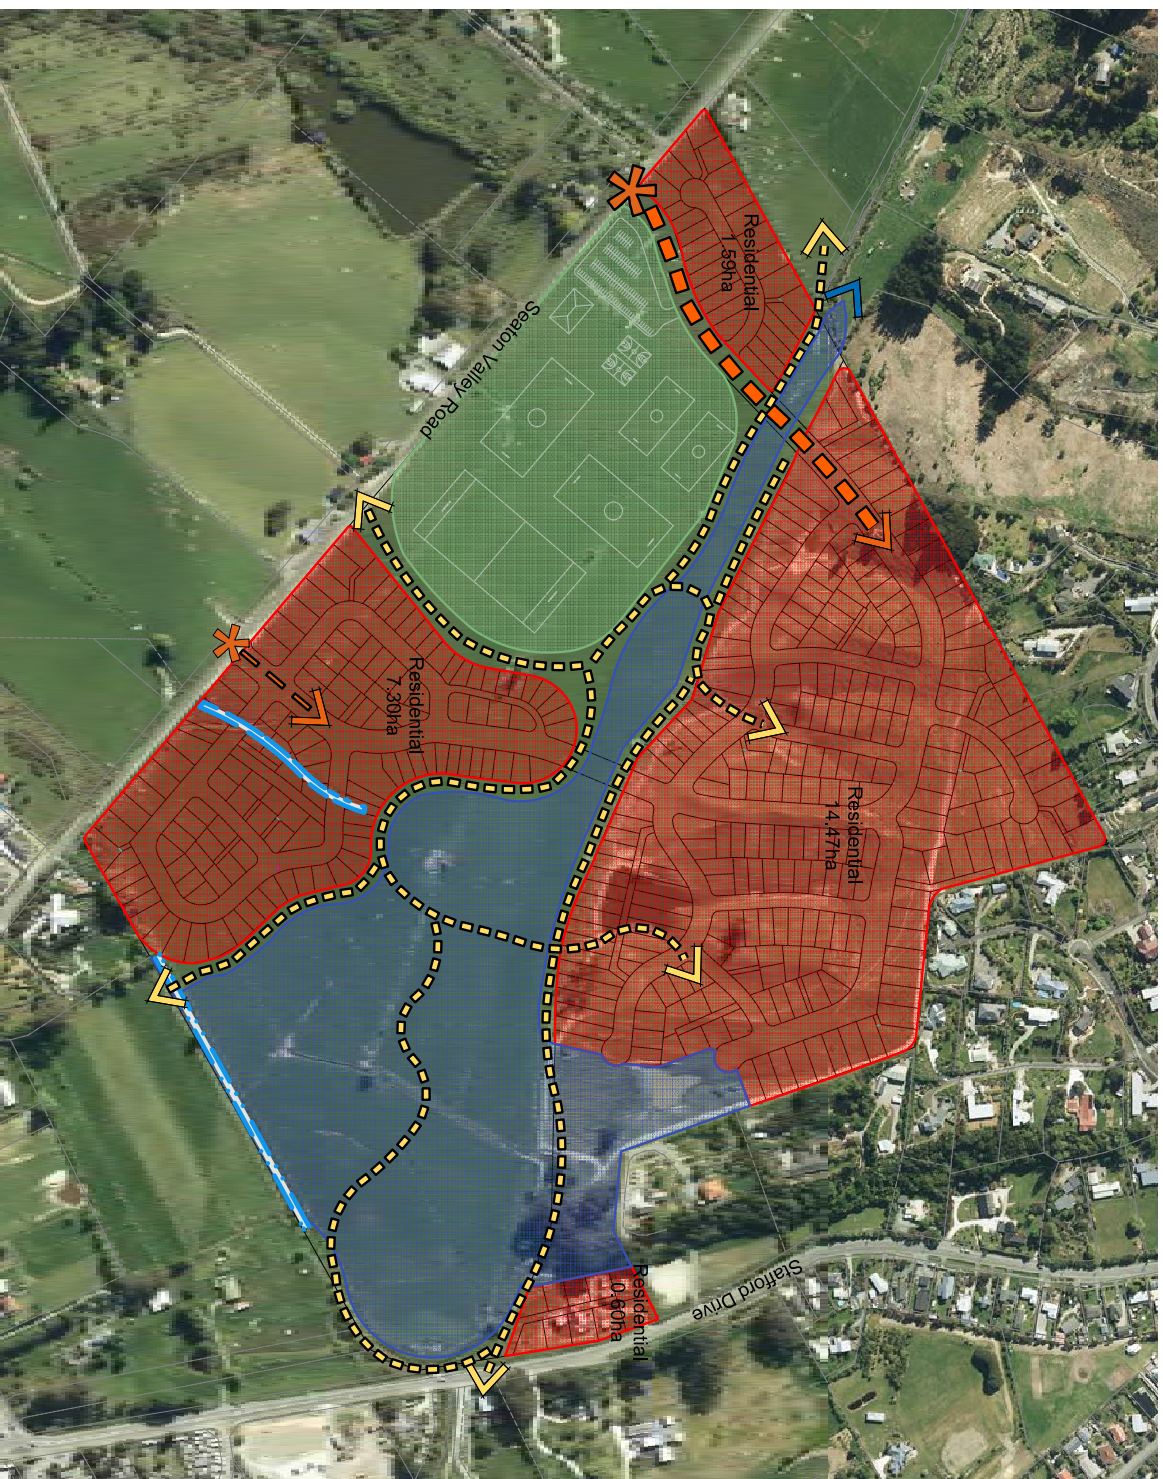 Residential
1.59ha
Seaton Valley Road
Residential
7.30ha
Residential
14.47ha
Residential
0.60ha
Stafford Drive